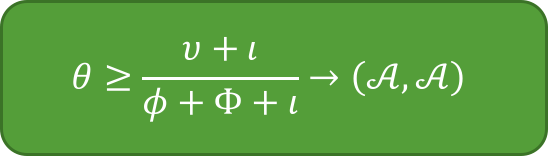 θ ≥ (υ + ι)/(ϕ + Φ + ι) → (𝒜, 𝒜)